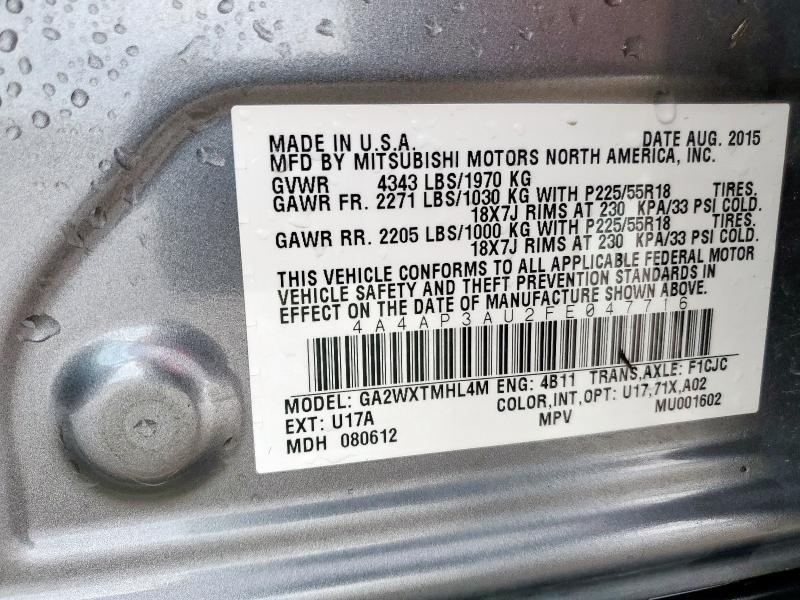 MADE IN U.S.A. DATE AUG. 2015
MFD BY MITSUBISHI MOTORS NORTH AMERICA, INC.
GVWR 4343 LBS/1970 KG
GAWR FR. 2271 LBS/1030 KG WITH P225/55R18 TIRES.
18X7J RIMS AT 230 KPA/33 PSI COLD.
GAWR RR. 2205 LBS/1000 KG WITH P225/55R18 TIRES.
18X7J RIMS AT 230 KPA/33 PSI COLD.
THIS VEHICLE CONFORMS TO ALL APPLICABLE FEDERAL MOTOR
VEHICLE SAFETY AND THEFT PREVENTION STANDARDS IN
EFFECT ON THE DATE OF MANUFACTURE SHOWN ABOVE.
4A4AP3AU2FE047716
MODEL: GA2WXTMHL4M ENG: 4B11 TRANS,AXLE: F1CJC
EXT: U17A COLOR,INT,OPT: U17,71X,A02
MDH 080612 MPV MU001602